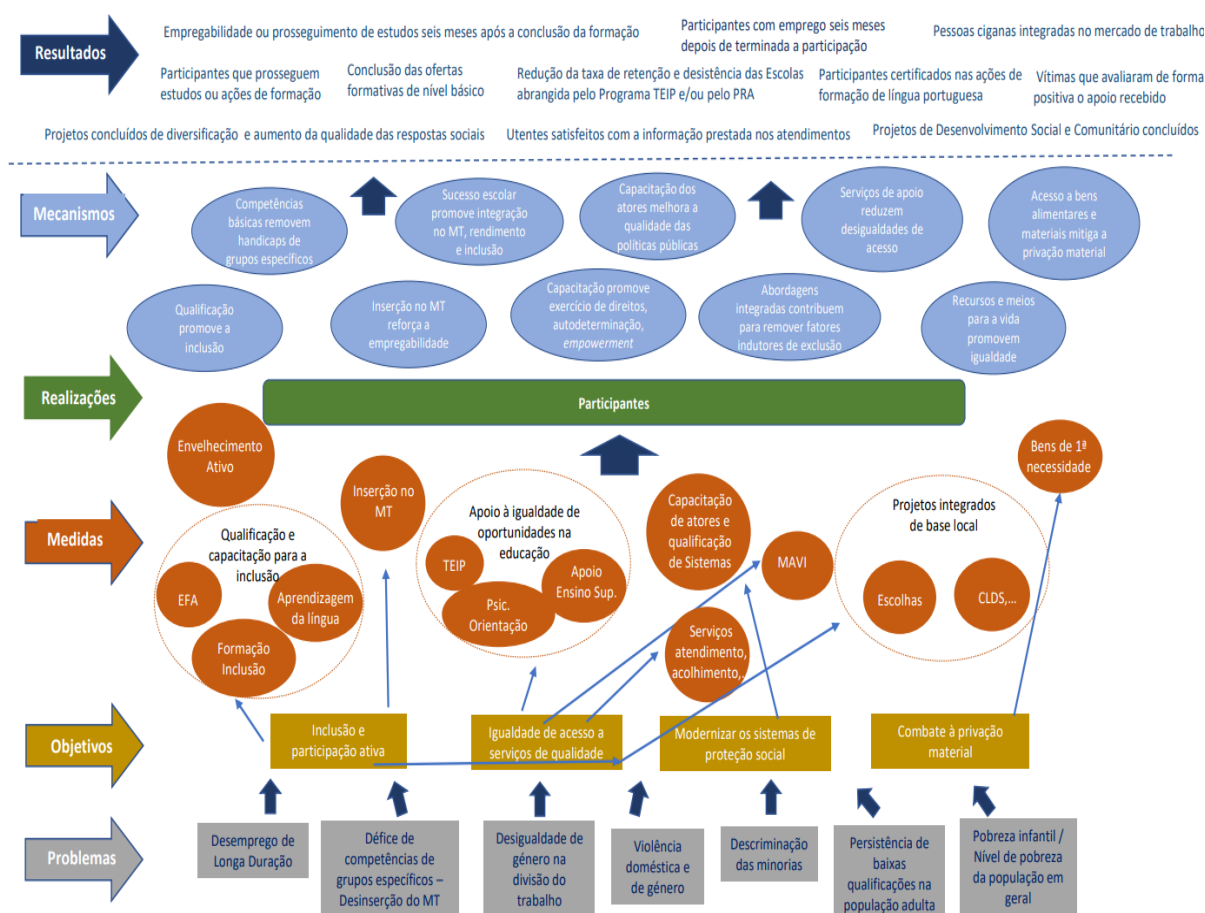 Resultados
Empregabilidade ou prosseguimento de estudos seis meses após a conclusão da formação
Participantes com emprego seis meses
depois de terminada a participação
Pessoas ciganas integradas no mercado de trabalho
Participantes que prosseguem
estudos ou ações de formação
Conclusão das ofertas
formativas de nível básico
Redução da taxa de retenção e desistência das Escolas
abrangida pelo Programa TEIP e/ou pelo PRA
Participantes certificados nas ações de
formação de língua portuguesa
Vítimas que avaliaram de forma
positiva o apoio recebido
Projetos concluídos de diversificação e aumento da qualidade das respostas sociais
Utentes satisfeitos com a informação prestada nos atendimentos
Projetos de Desenvolvimento Social e Comunitário concluídos
Mecanismos
Competências
básicas removem
handicaps de
grupos específicos
Sucesso escolar
promove integração
no MT, rendimento
e inclusão
Capacitação dos
atores melhora a
qualidade das
políticas públicas
Serviços de apoio
reduzem
desigualdades de
acesso
Acesso a bens
alimentares e
materiais mitiga a
privação material
Qualificação
promove a
inclusão
Inserção no MT
reforça a
empregabilidade
Capacitação promove
exercício de direitos,
autodeterminação,
empowerment
Abordagens
integradas contribuem
para remover fatores
indutores de exclusão
Recursos e meios
para a vida
promovem
igualdade
Realizações
Participantes
Medidas
Envelhecimento
Ativo
Qualificação e
capacitação para a
inclusão
EFA
Aprendizagem
da língua
Formação
Inclusão
Inserção no
MT
Apoio à igualdade de
oportunidades na
educação
TEIP
Psic.
Orientação
Apoio
Ensino Sup.
Capacitação
de atores e
qualificação
de Sistemas
MAVI
Serviços
atendimento,
acolhimento,..
Projetos integrados
de base local
Escolhas
CLDS,...
Bens de 1ª
necessidade
Objetivos
Inclusão e
participação ativa
Igualdade de acesso a
serviços de qualidade
Modernizar os sistemas de
proteção social
Combate à privação
material
Problemas
Desemprego de
Longa Duração
Défice de
competências de
grupos específicos –
Desinserção do MT
Desigualdade de
género na
divisão do
trabalho
Violência
doméstica e
de género
Descriminação
das minorias
Persistência de
baixas
qualificações na
população adulta
Pobreza infantil /
Nível de pobreza
da população em
geral